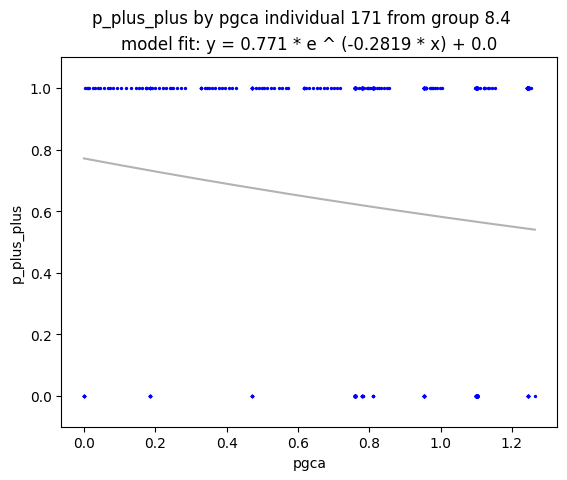 p_plus_plus by pgca individual 171 from group 8.4
model fit: y = 0.771 * e ^ (-0.2819 * x) + 0.0
1.0
0.8
0.6
0.4
0.2
0.0
p_plus_plus
0.0 0.2 0.4 0.6 0.8 1.0 1.2
pgca